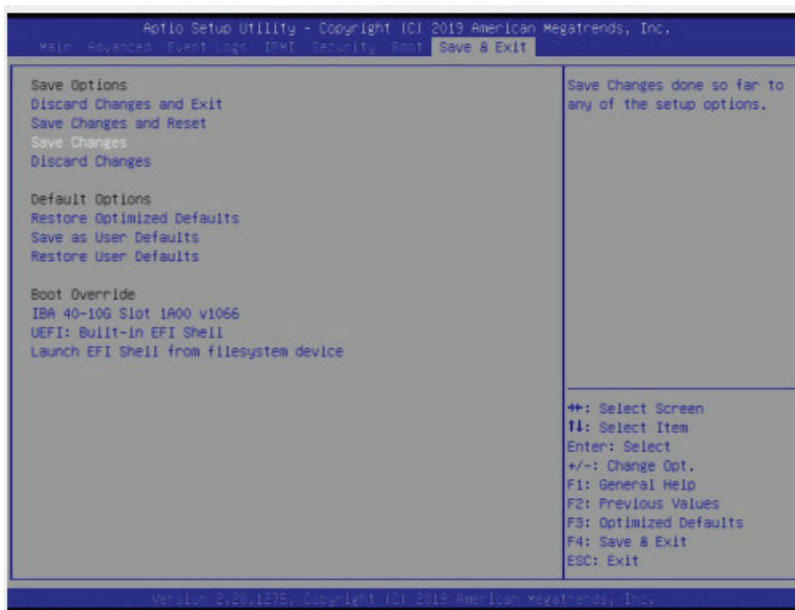 Aptio Setup Utility - Copyright (C) 2019 American Megatrends, Inc.
Main Advanced Event Logs IPMI Security Boot Save & Exit
Save Options
Discard Changes and Exit
Save Changes and Reset
Save Changes
Discard Changes
Default Options
Restore Optimized Defaults
Save as User Defaults
Restore User Defaults
Boot Override
IBA 40-10G Slot 1A00 v1066
UEFI: Built-in EFI Shell
Launch EFI Shell from filesystem device
Save Changes done so far to
any of the setup options.
→←: Select Screen
↑↓: Select Item
Enter: Select
+/-: Change Opt.
F1: General Help
F2: Previous Values
F3: Optimized Defaults
F4: Save & Exit
ESC: Exit
Version 2.20.1275. Copyright (C) 2019 American Megatrends, Inc.